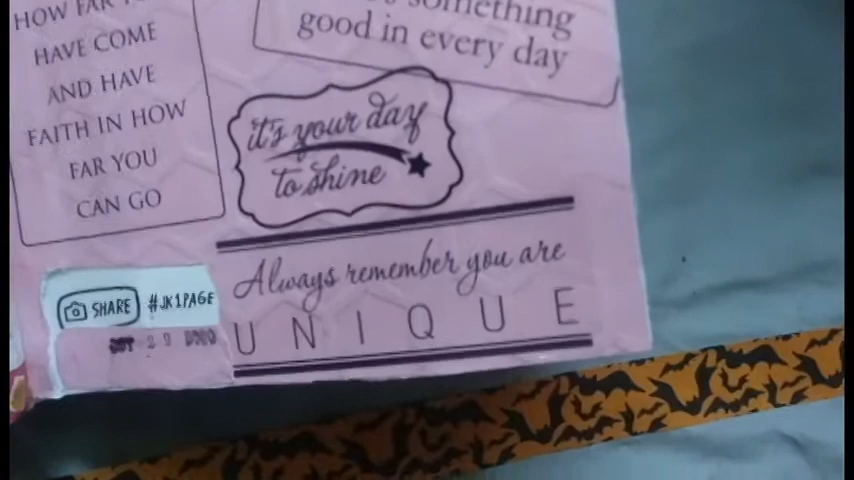 HOW FAR
HAVE COME
AND HAVE
FAITH IN HOW
FAR YOU
CAN GO
something
good in every day
it's your day
to shine
Always remember you are
UNIQUE
SHARE #JK1PAGE